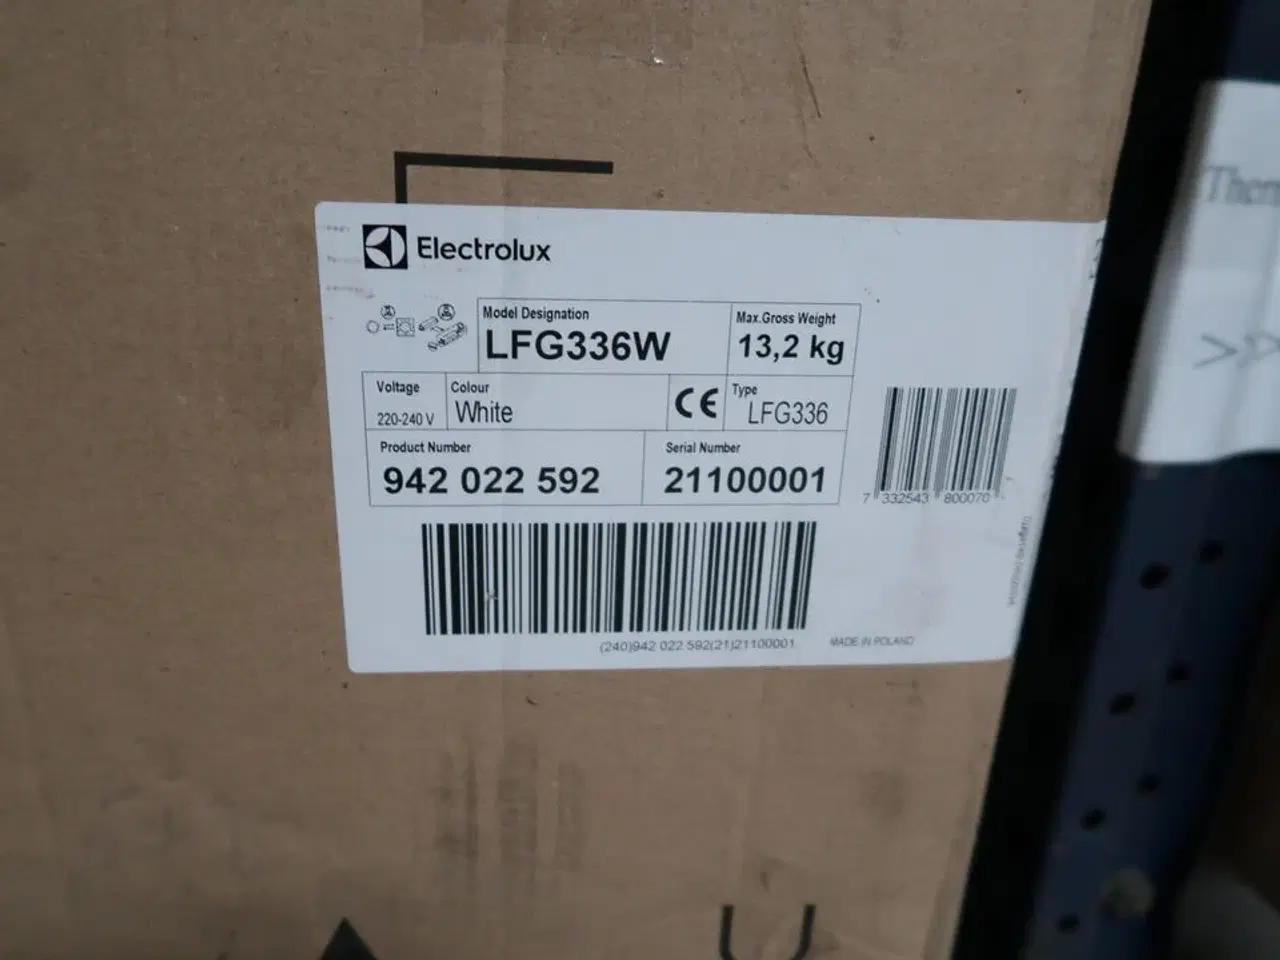 Electrolux
Model Designation
LFG336W
Max.Gross Weight
13,2 kg
Voltage
220-240 V
Colour
White
CE
Type
LFG336
Product Number
942 022 592
Serial Number
21100001
7 332543 800070
(240)942 022 592(21)21100001
MADE IN POLAND